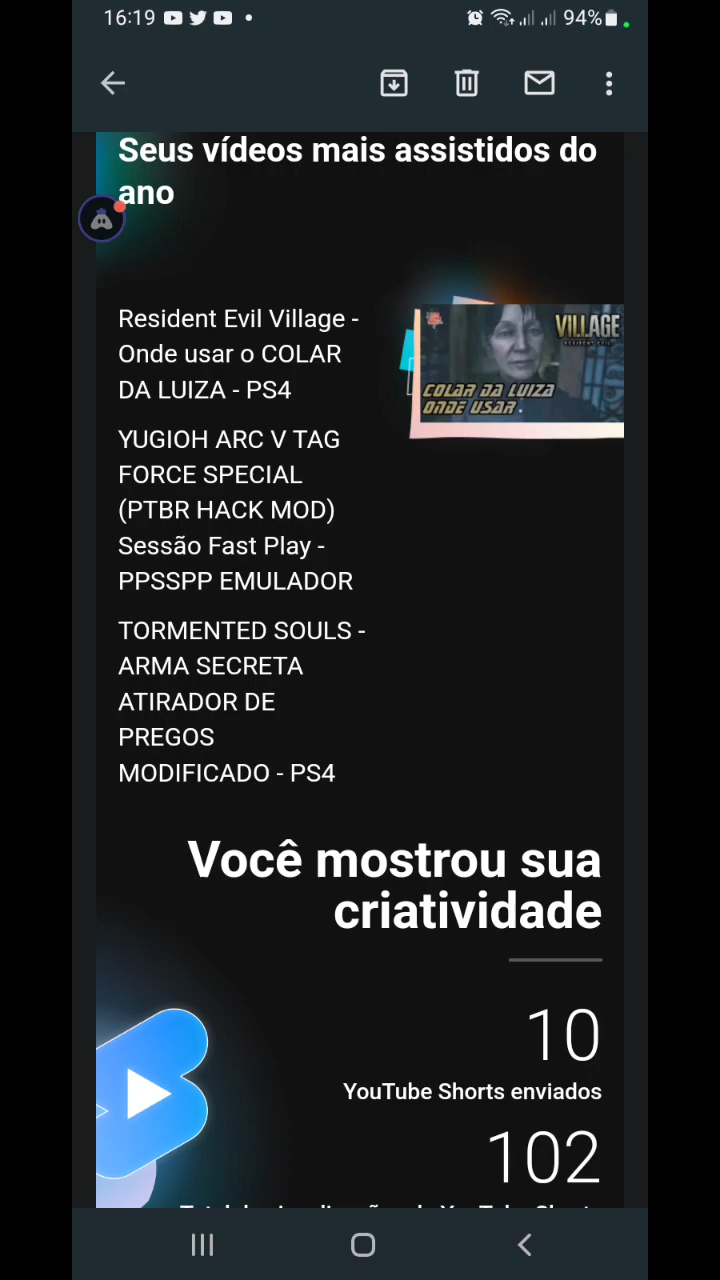 16:19
94%
Seus vídeos mais assistidos do
ano
Resident Evil Village -
Onde usar o COLAR
DA LUIZA - PS4
VILLAGE
RESIDENT EVIL
COLAR DA LUIZA
ONDE USAR
YUGIOH ARC V TAG
FORCE SPECIAL
(PTBR HACK MOD)
Sessão Fast Play -
PPSSPP EMULADOR
TORMENTED SOULS -
ARMA SECRETA
ATIRADOR DE
PREGOS
MODIFICADO - PS4
Você mostrou sua
criatividade
10
YouTube Shorts enviados
102